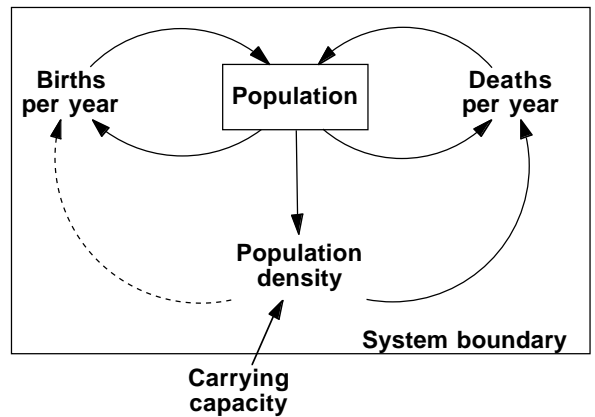 Births
per year
Population
Deaths
per year
Population
density
System boundary
Carrying
capacity